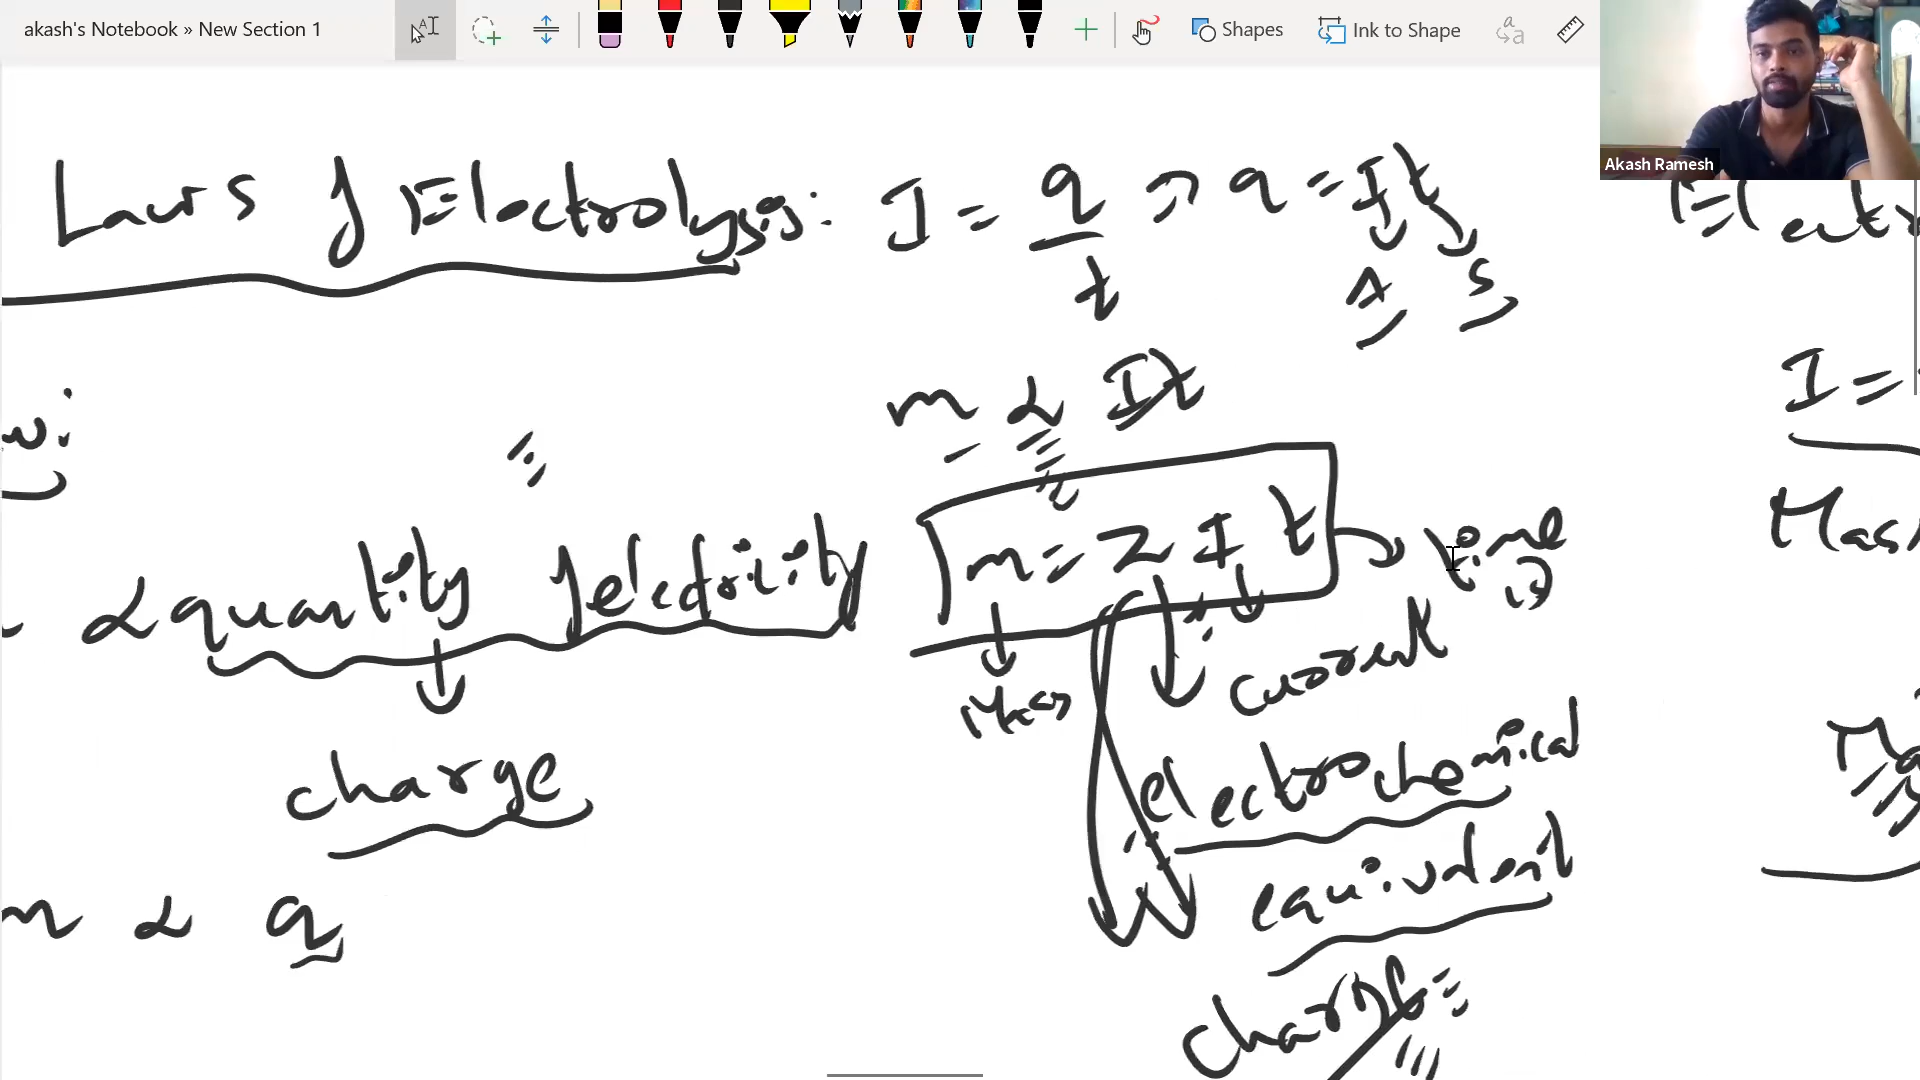 akash's Notebook » New Section 1
Shapes
Ink to Shape
Akash Ramesh
Laws of Electrolysis: I = q/t ⇒ q = It
A s
m α It
I =
α quantity of electricity
m = Z I t
time
(s)
Mass
current
charge
electrochemical
equivalent
m α q
charge